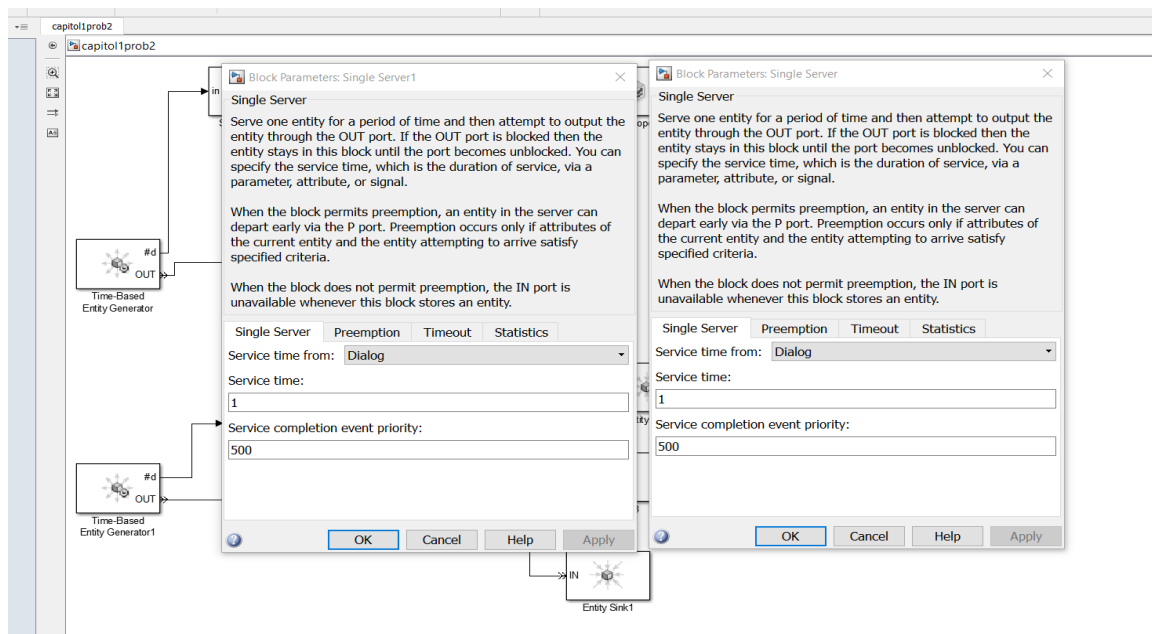 capitol1prob2
capitol1prob2
Block Parameters: Single Server1
Single Server
Serve one entity for a period of time and then attempt to output the
entity through the OUT port. If the OUT port is blocked then the
entity stays in this block until the port becomes unblocked. You can
specify the service time, which is the duration of service, via a
parameter, attribute, or signal.
When the block permits preemption, an entity in the server can
depart early via the P port. Preemption occurs only if attributes of
the current entity and the entity attempting to arrive satisfy
specified criteria.
When the block does not permit preemption, the IN port is
unavailable whenever this block stores an entity.
Single Server Preemption Timeout Statistics
Service time from: Dialog
Service time:
1
Service completion event priority:
500
OK Cancel Help Apply
Block Parameters: Single Server
Single Server
Serve one entity for a period of time and then attempt to output the
entity through the OUT port. If the OUT port is blocked then the
entity stays in this block until the port becomes unblocked. You can
specify the service time, which is the duration of service, via a
parameter, attribute, or signal.
When the block permits preemption, an entity in the server can
depart early via the P port. Preemption occurs only if attributes of
the current entity and the entity attempting to arrive satisfy
specified criteria.
When the block does not permit preemption, the IN port is
unavailable whenever this block stores an entity.
Single Server Preemption Timeout Statistics
Service time from: Dialog
Service time:
1
Service completion event priority:
500
OK Cancel Help Apply
in
#d
OUT
Time-Based
Entity Generator
#d
OUT
Time-Based
Entity Generator1
IN
Entity Sink1